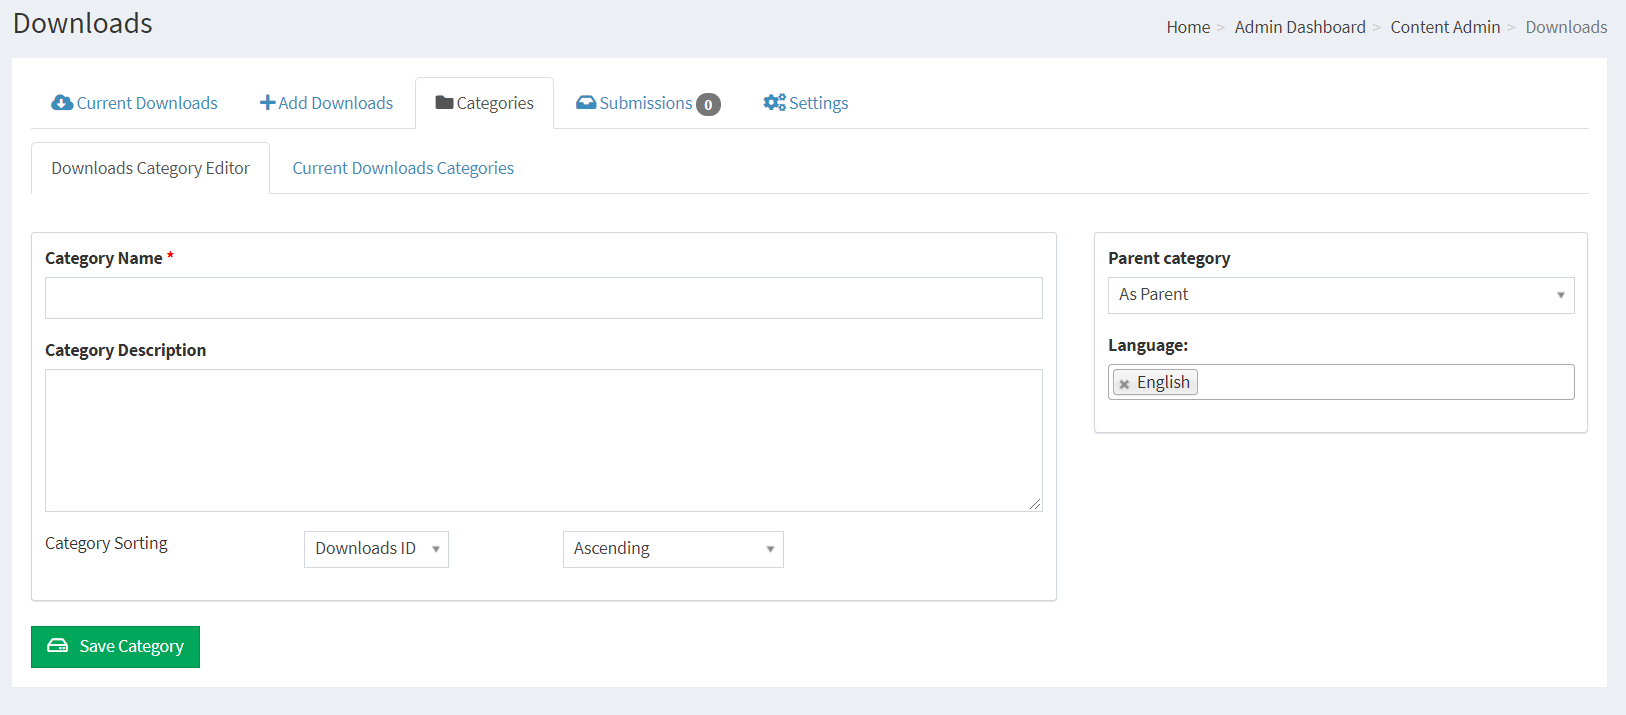 Downloads
Home > Admin Dashboard > Content Admin > Downloads
Current Downloads Add Downloads Categories Submissions 0 Settings
Downloads Category Editor Current Downloads Categories
Category Name *
Category Description
Category Sorting Downloads ID Ascending
Parent category
As Parent
Language:
× English
Save Category